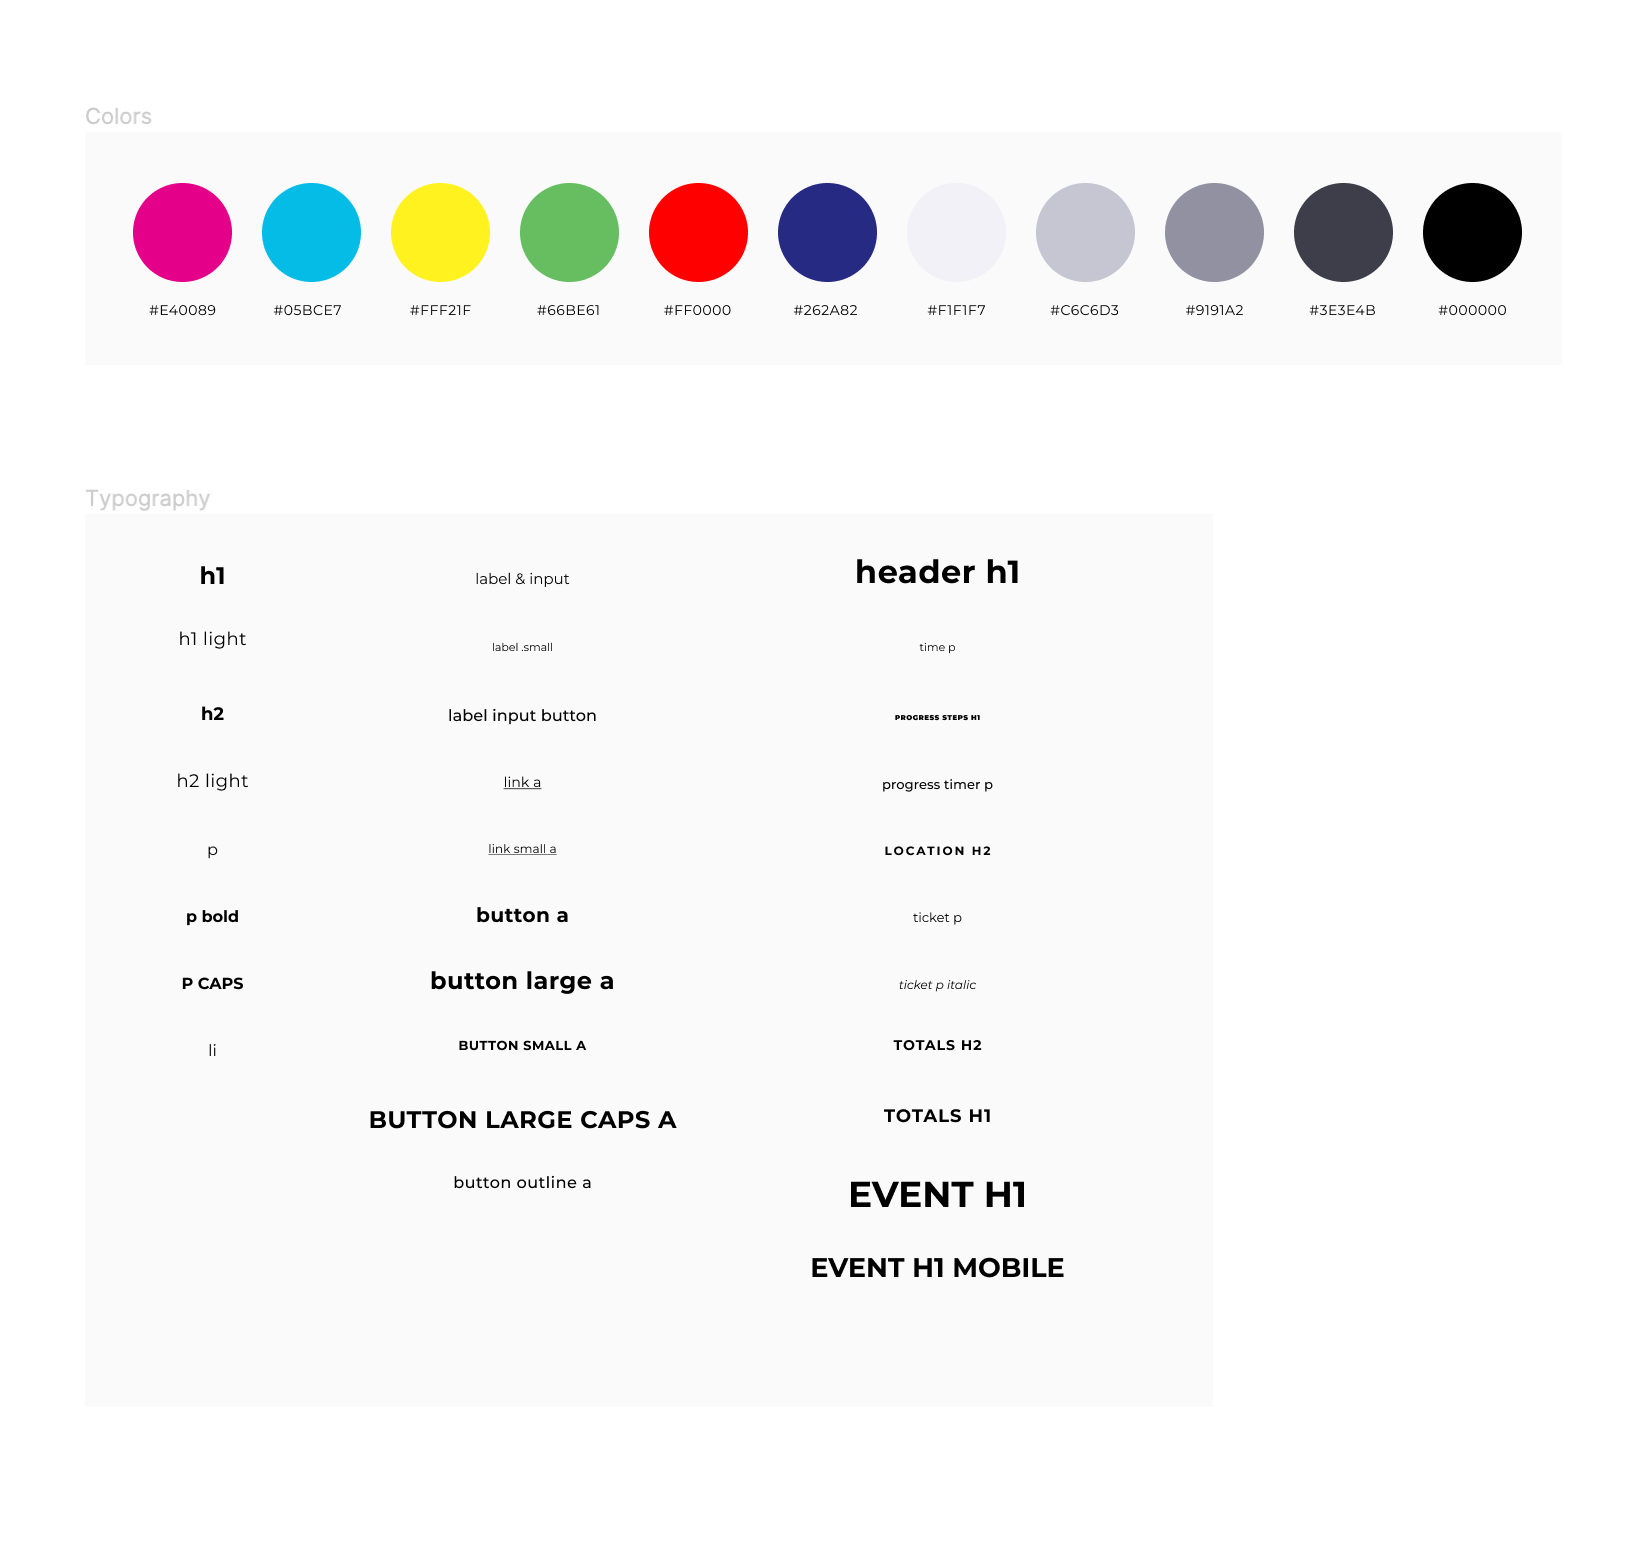 Colors
#E40089
#05BCE7
#FFF21F
#66BE61
#FF0000
#262A82
#F1F1F7
#C6C6D3
#9191A2
#3E3E4B
#000000
Typography
h1
label & input
header h1
h1 light
label .small
time p
h2
label input button
PROGRESS STEPS H1
h2 light
link a
progress timer p
p
link small a
LOCATION H2
p bold
button a
ticket p
P CAPS
button large a
ticket p italic
li
BUTTON SMALL A
TOTALS H2
BUTTON LARGE CAPS A
TOTALS H1
button outline a
EVENT H1
EVENT H1 MOBILE